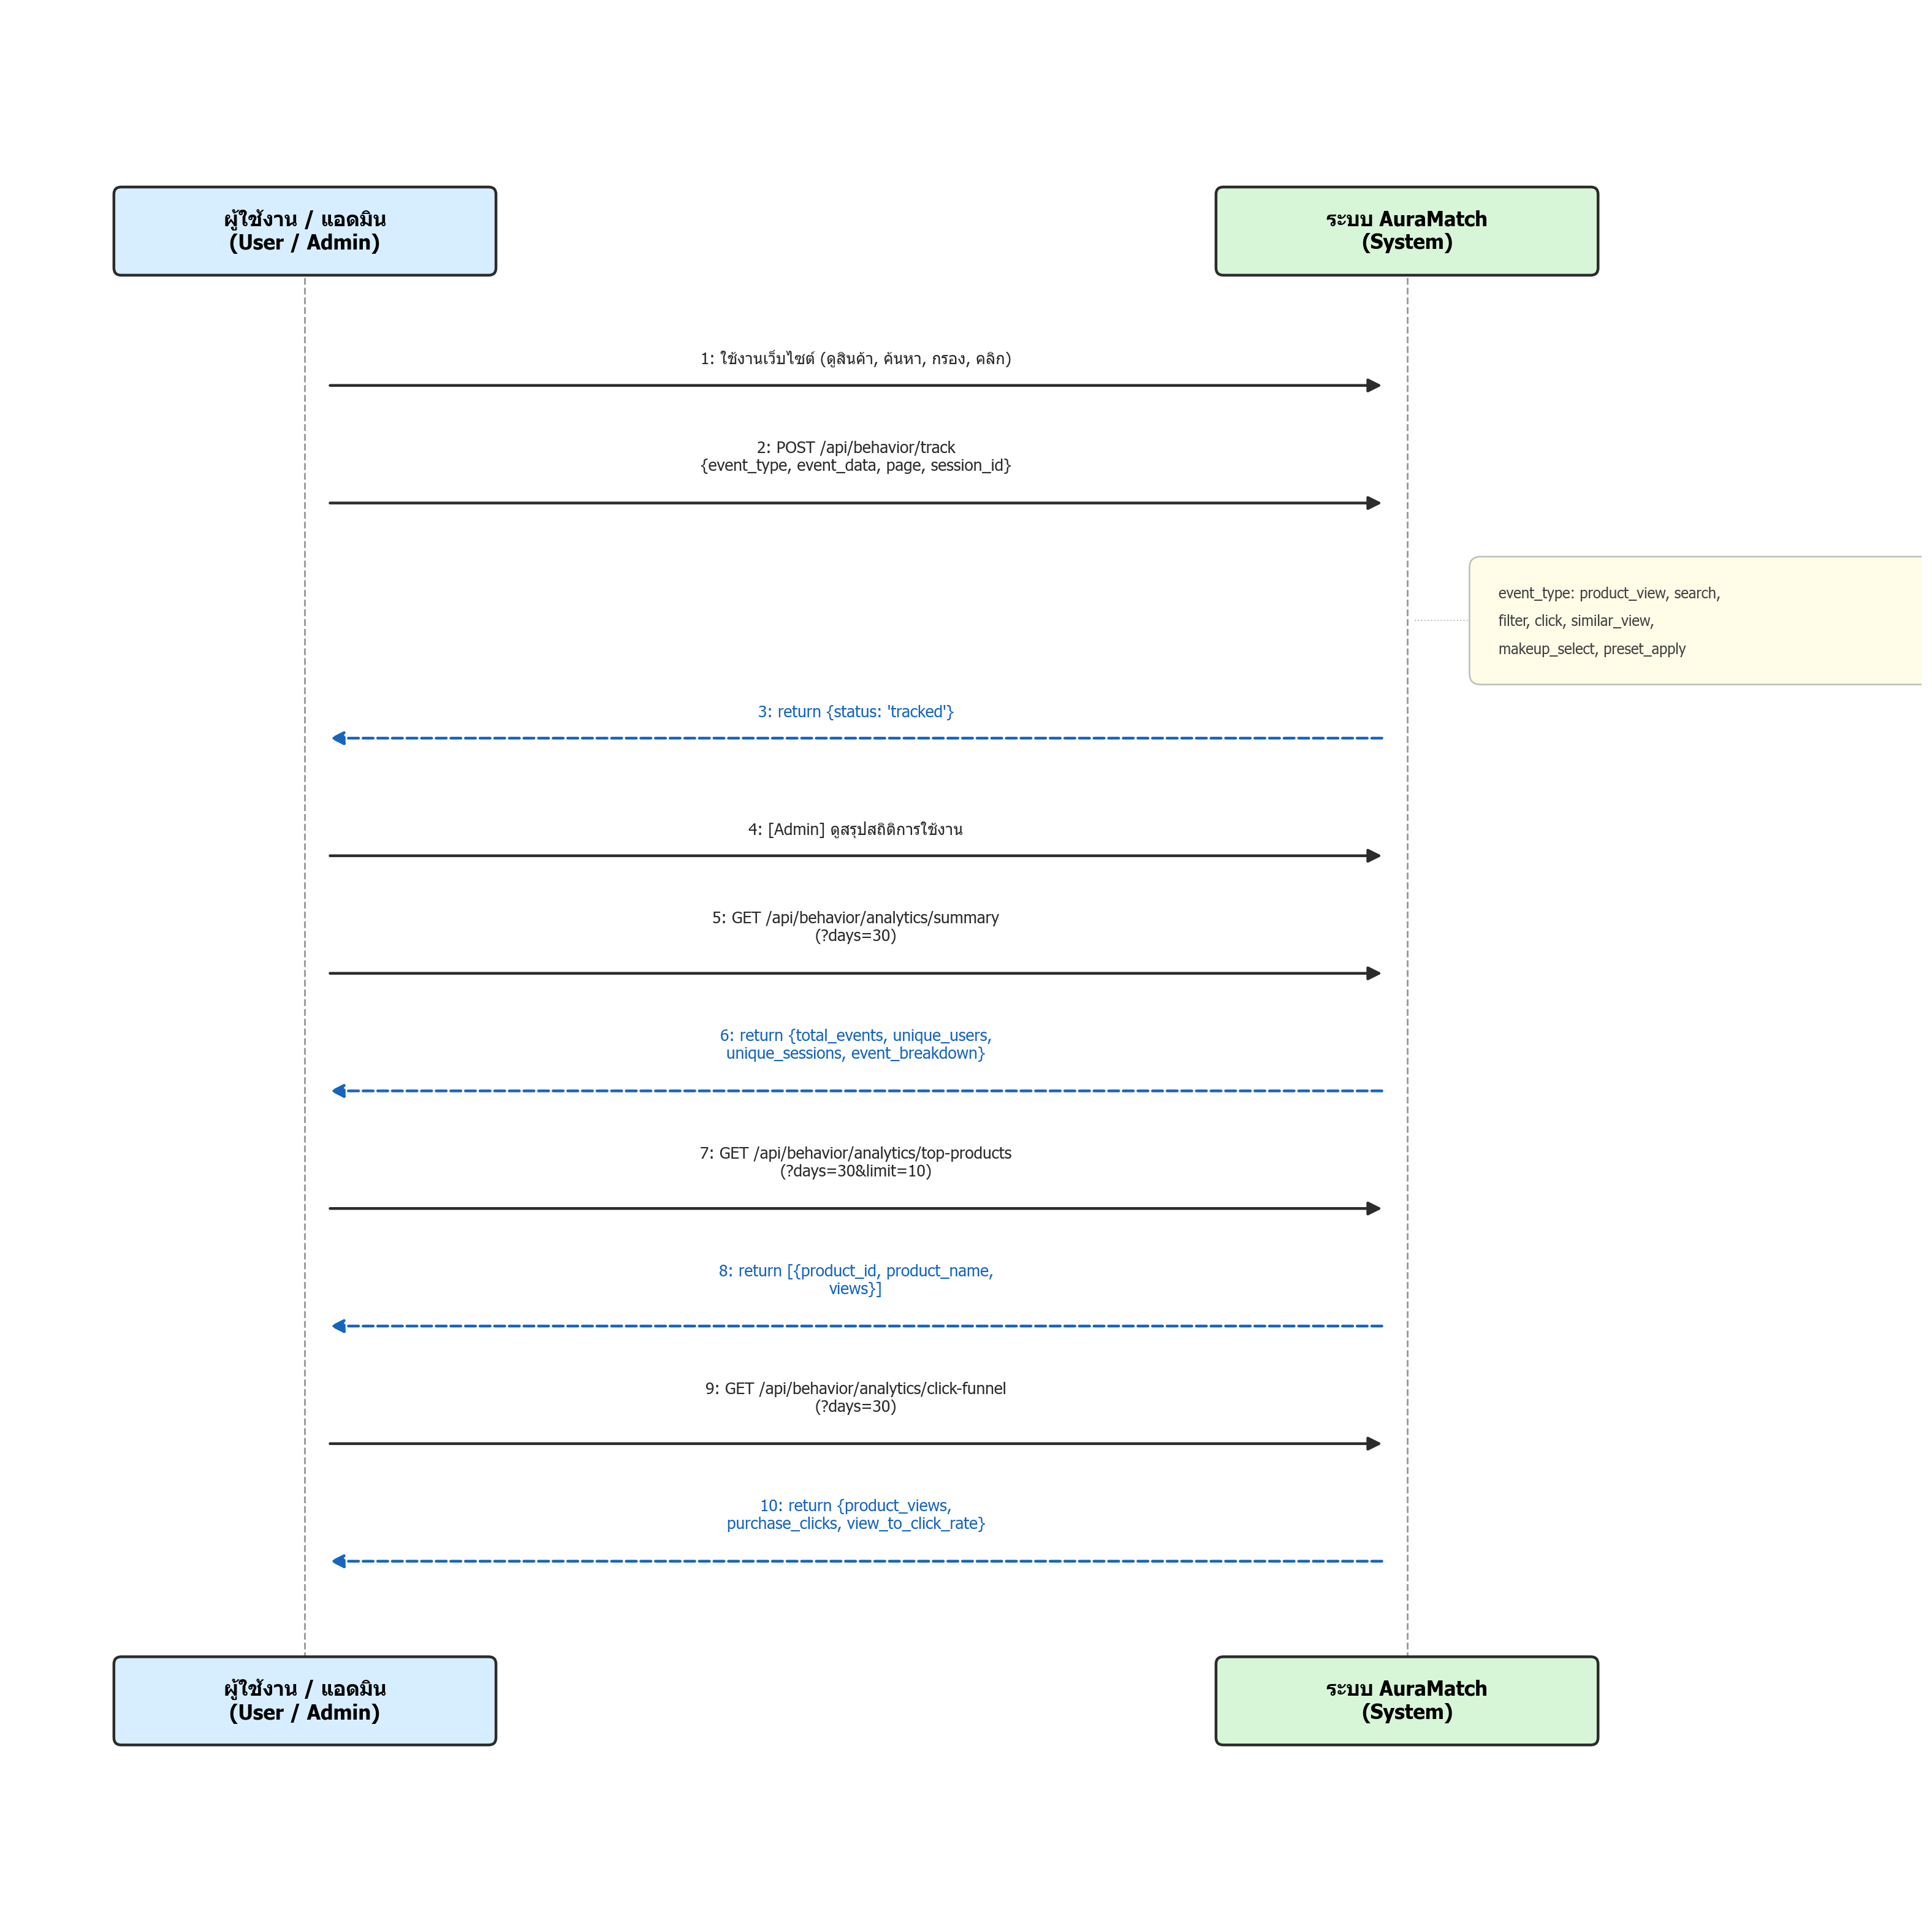 ผู้ใช้งาน / แอดมิน
(User / Admin)
ระบบ AuraMatch
(System)
1: ใช้งานเว็บไซต์ (ดูสินค้า, ค้นหา, กรอง, คลิก)
2: POST /api/behavior/track
{event_type, event_data, page, session_id}
event_type: product_view, search,
filter, click, similar_view,
makeup_select, preset_apply
3: return {status: 'tracked'}
4: [Admin] ดูสรุปสถิติการใช้งาน
5: GET /api/behavior/analytics/summary
(?days=30)
6: return {total_events, unique_users,
unique_sessions, event_breakdown}
7: GET /api/behavior/analytics/top-products
(?days=30&limit=10)
8: return [{product_id, product_name,
views}]
9: GET /api/behavior/analytics/click-funnel
(?days=30)
10: return {product_views,
purchase_clicks, view_to_click_rate}
ผู้ใช้งาน / แอดมิน
(User / Admin)
ระบบ AuraMatch
(System)